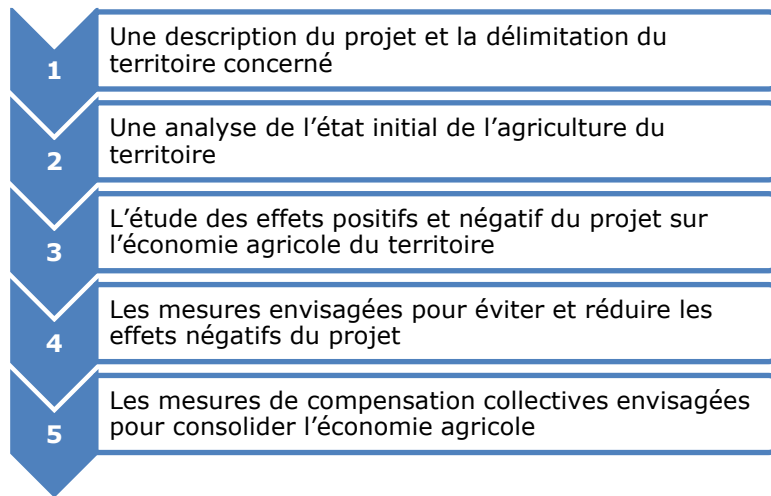 1
Une description du projet et la délimitation du
territoire concerné
2
Une analyse de l’état initial de l’agriculture du
territoire
3
L’étude des effets positifs et négatif du projet sur
l’économie agricole du territoire
4
Les mesures envisagées pour éviter et réduire les
effets négatifs du projet
5
Les mesures de compensation collectives envisagées
pour consolider l’économie agricole